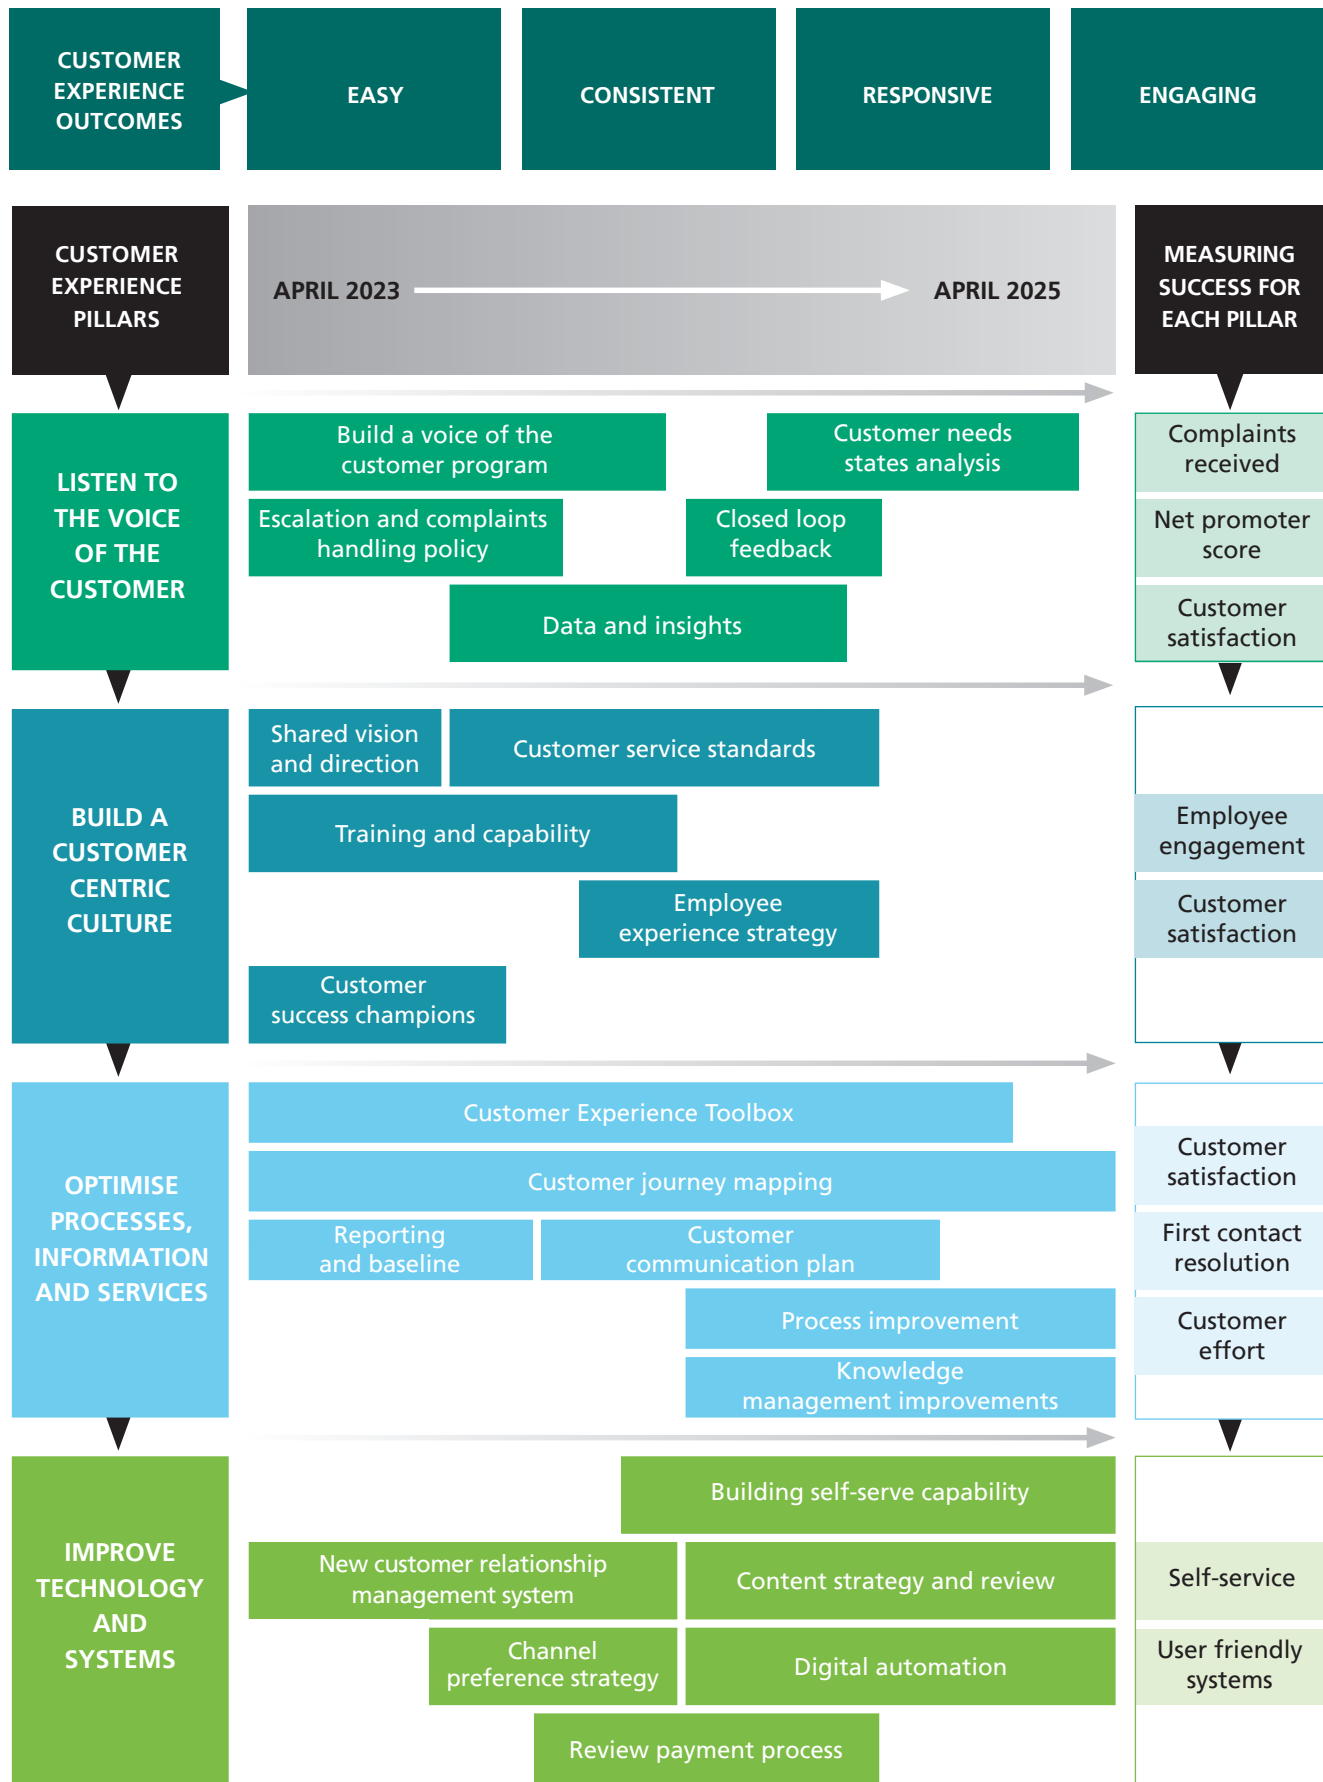 CUSTOMER
EXPERIENCE
OUTCOMES
EASY
CONSISTENT
RESPONSIVE
ENGAGING
CUSTOMER
EXPERIENCE
PILLARS
APRIL 2023
APRIL 2025
MEASURING
SUCCESS FOR
EACH PILLAR
LISTEN TO
THE VOICE
OF THE
CUSTOMER
Build a voice of the
customer program
Customer needs
states analysis
Escalation and complaints
handling policy
Closed loop
feedback
Data and insights
Complaints
received
Net promoter
score
Customer
satisfaction
BUILD A
CUSTOMER
CENTRIC
CULTURE
Shared vision
and direction
Customer service standards
Training and capability
Employee
experience strategy
Customer
success champions
Employee
engagement
Customer
satisfaction
OPTIMISE
PROCESSES,
INFORMATION
AND SERVICES
Customer Experience Toolbox
Customer journey mapping
Reporting
and baseline
Customer
communication plan
Process improvement
Knowledge
management improvements
Customer
satisfaction
First contact
resolution
Customer
effort
IMPROVE
TECHNOLOGY
AND
SYSTEMS
Building self-serve capability
New customer relationship
management system
Content strategy and review
Channel
preference strategy
Digital automation
Review payment process
Self-service
User friendly
systems